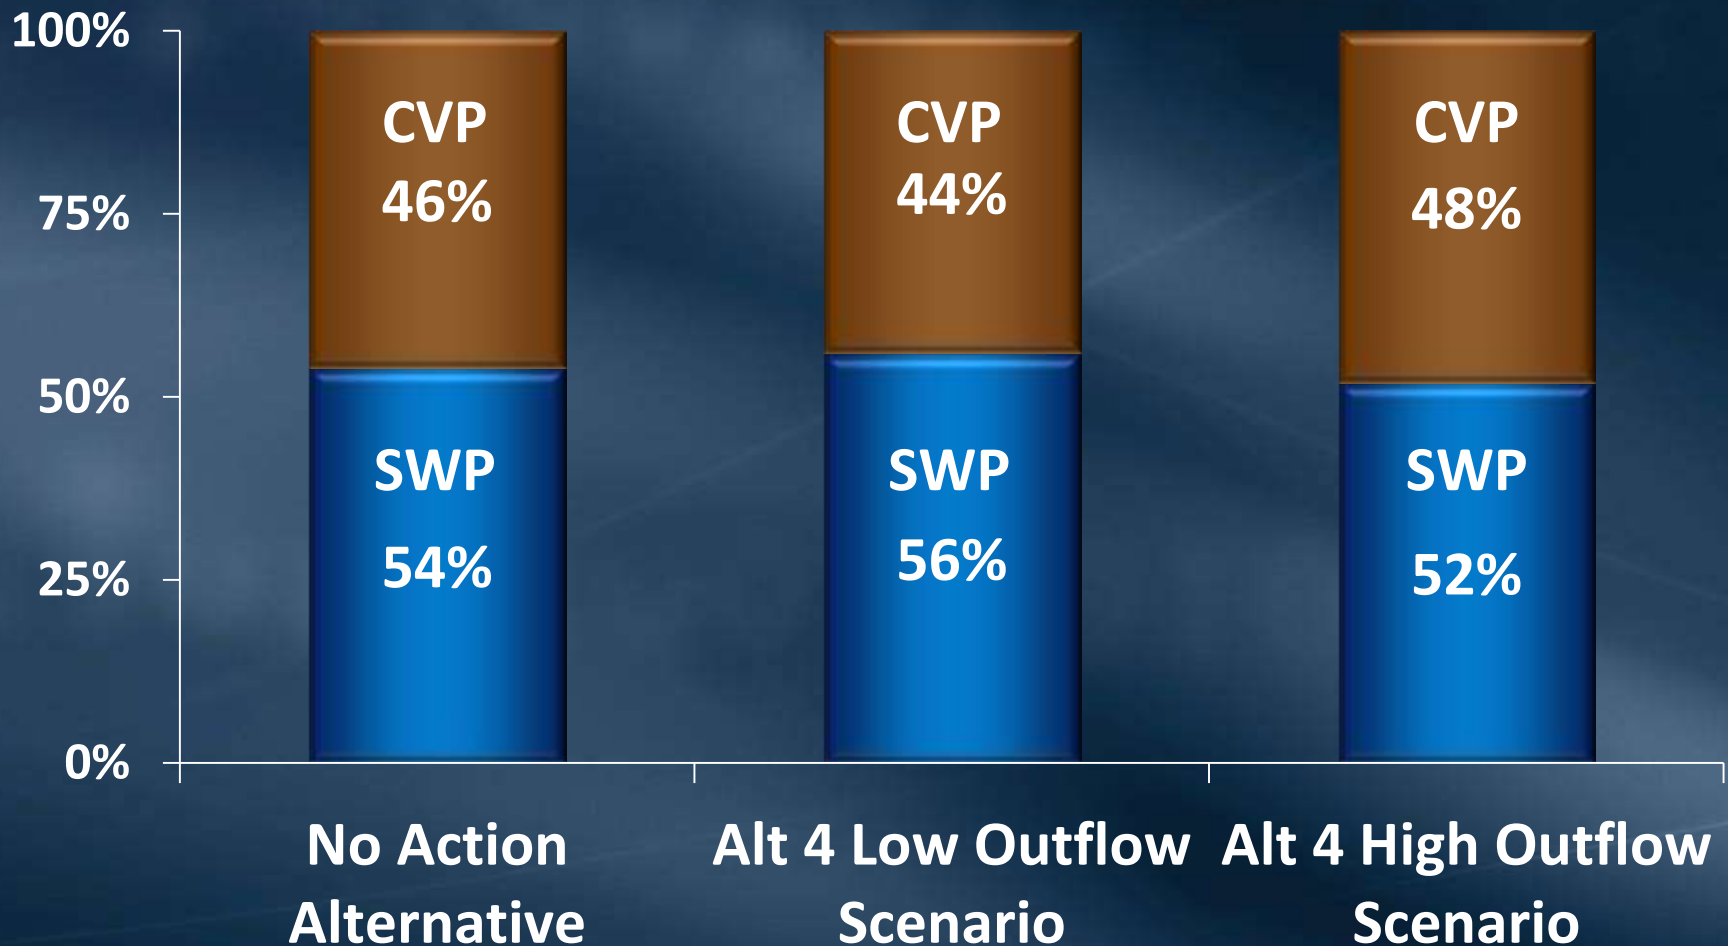 100%
75%
50%
25%
0%
CVP
46%
SWP
54%
CVP
44%
SWP
56%
CVP
48%
SWP
52%
No Action
Alternative
Alt 4 Low Outflow
Scenario
Alt 4 High Outflow
Scenario